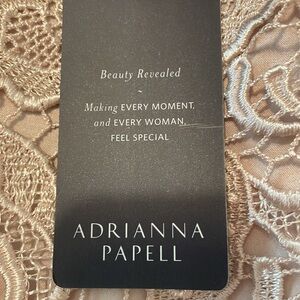 Beauty Revealed
~
Making EVERY MOMENT,
and EVERY WOMAN,
FEEL SPECIAL
ADRIANNA
PAPELL